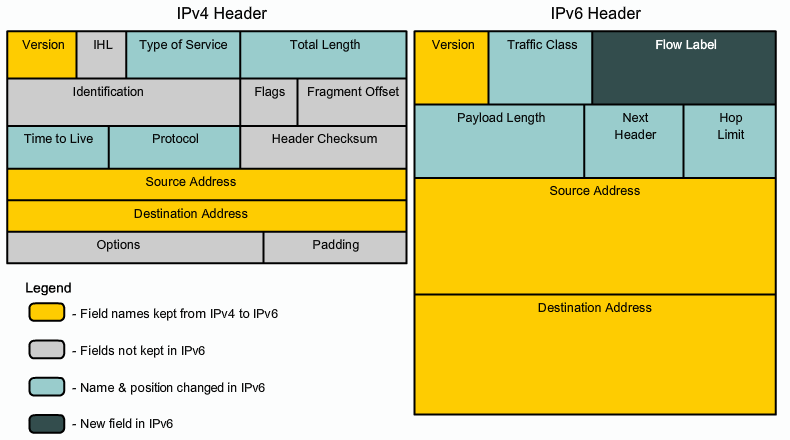 IPv4 Header
IPv6 Header
Version IHL Type of Service Total Length
Identification Flags Fragment Offset
Time to Live Protocol Header Checksum
Source Address
Destination Address
Options Padding
Version Traffic Class Flow Label
Payload Length Next Header Hop Limit
Source Address
Destination Address
Legend
- Field names kept from IPv4 to IPv6
- Fields not kept in IPv6
- Name & position changed in IPv6
- New field in IPv6